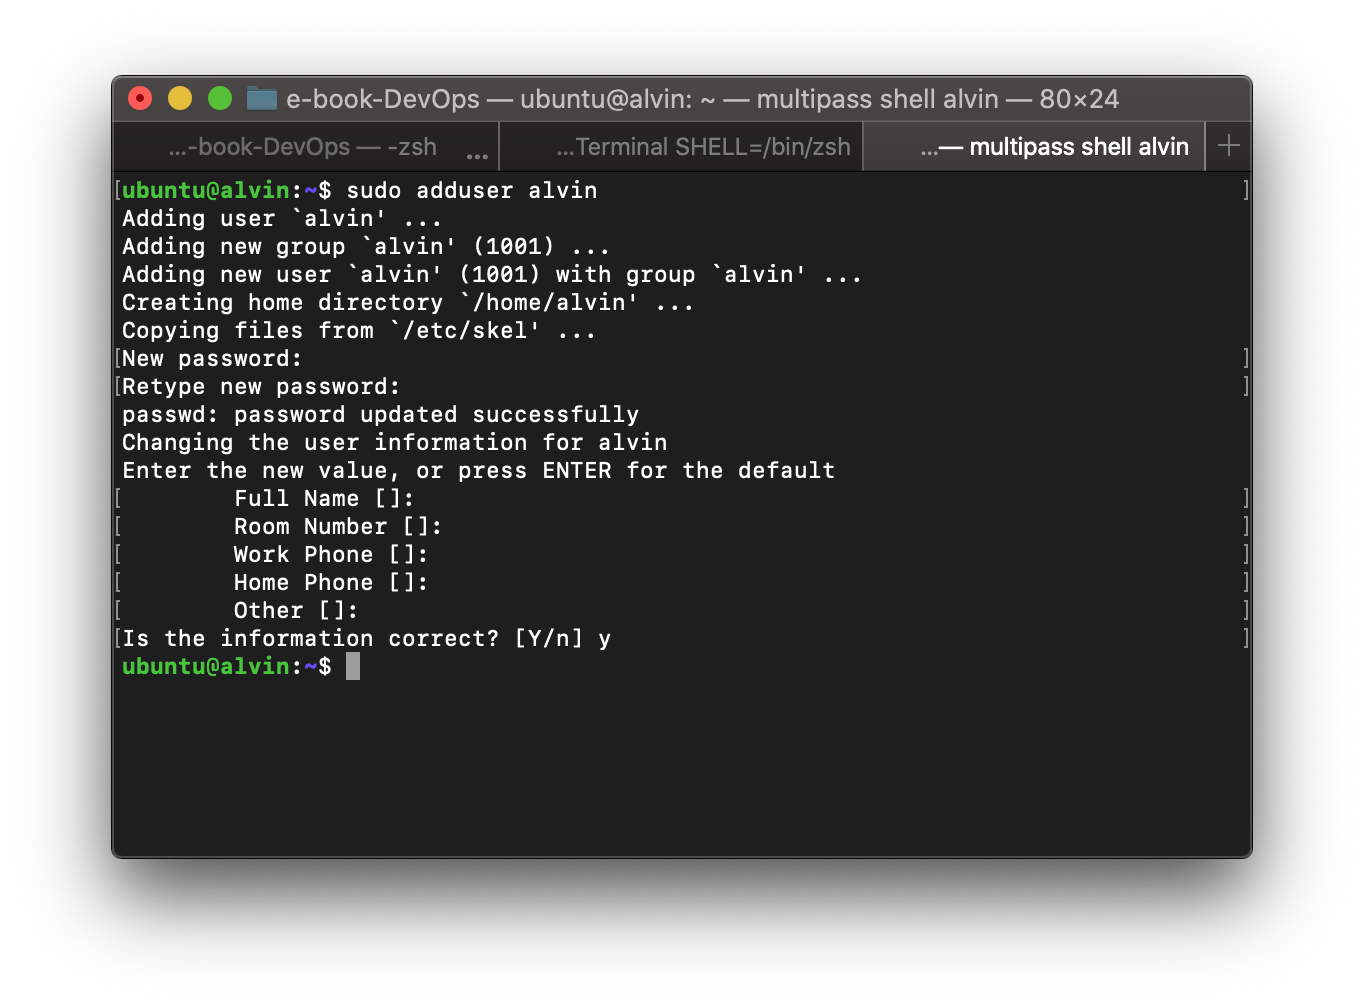 e-book-DevOps — ubuntu@alvin: ~ — multipass shell alvin — 80×24
...-book-DevOps — -zsh ... ...Terminal SHELL=/bin/zsh ...— multipass shell alvin +
[ubuntu@alvin:~$ sudo adduser alvin ]
Adding user `alvin' ...
Adding new group `alvin' (1001) ...
Adding new user `alvin' (1001) with group `alvin' ...
Creating home directory `/home/alvin' ...
Copying files from `/etc/skel' ...
[New password: ]
[Retype new password: ]
passwd: password updated successfully
Changing the user information for alvin
Enter the new value, or press ENTER for the default
[ Full Name []: ]
[ Room Number []: ]
[ Work Phone []: ]
[ Home Phone []: ]
[ Other []: ]
[Is the information correct? [Y/n] y ]
ubuntu@alvin:~$